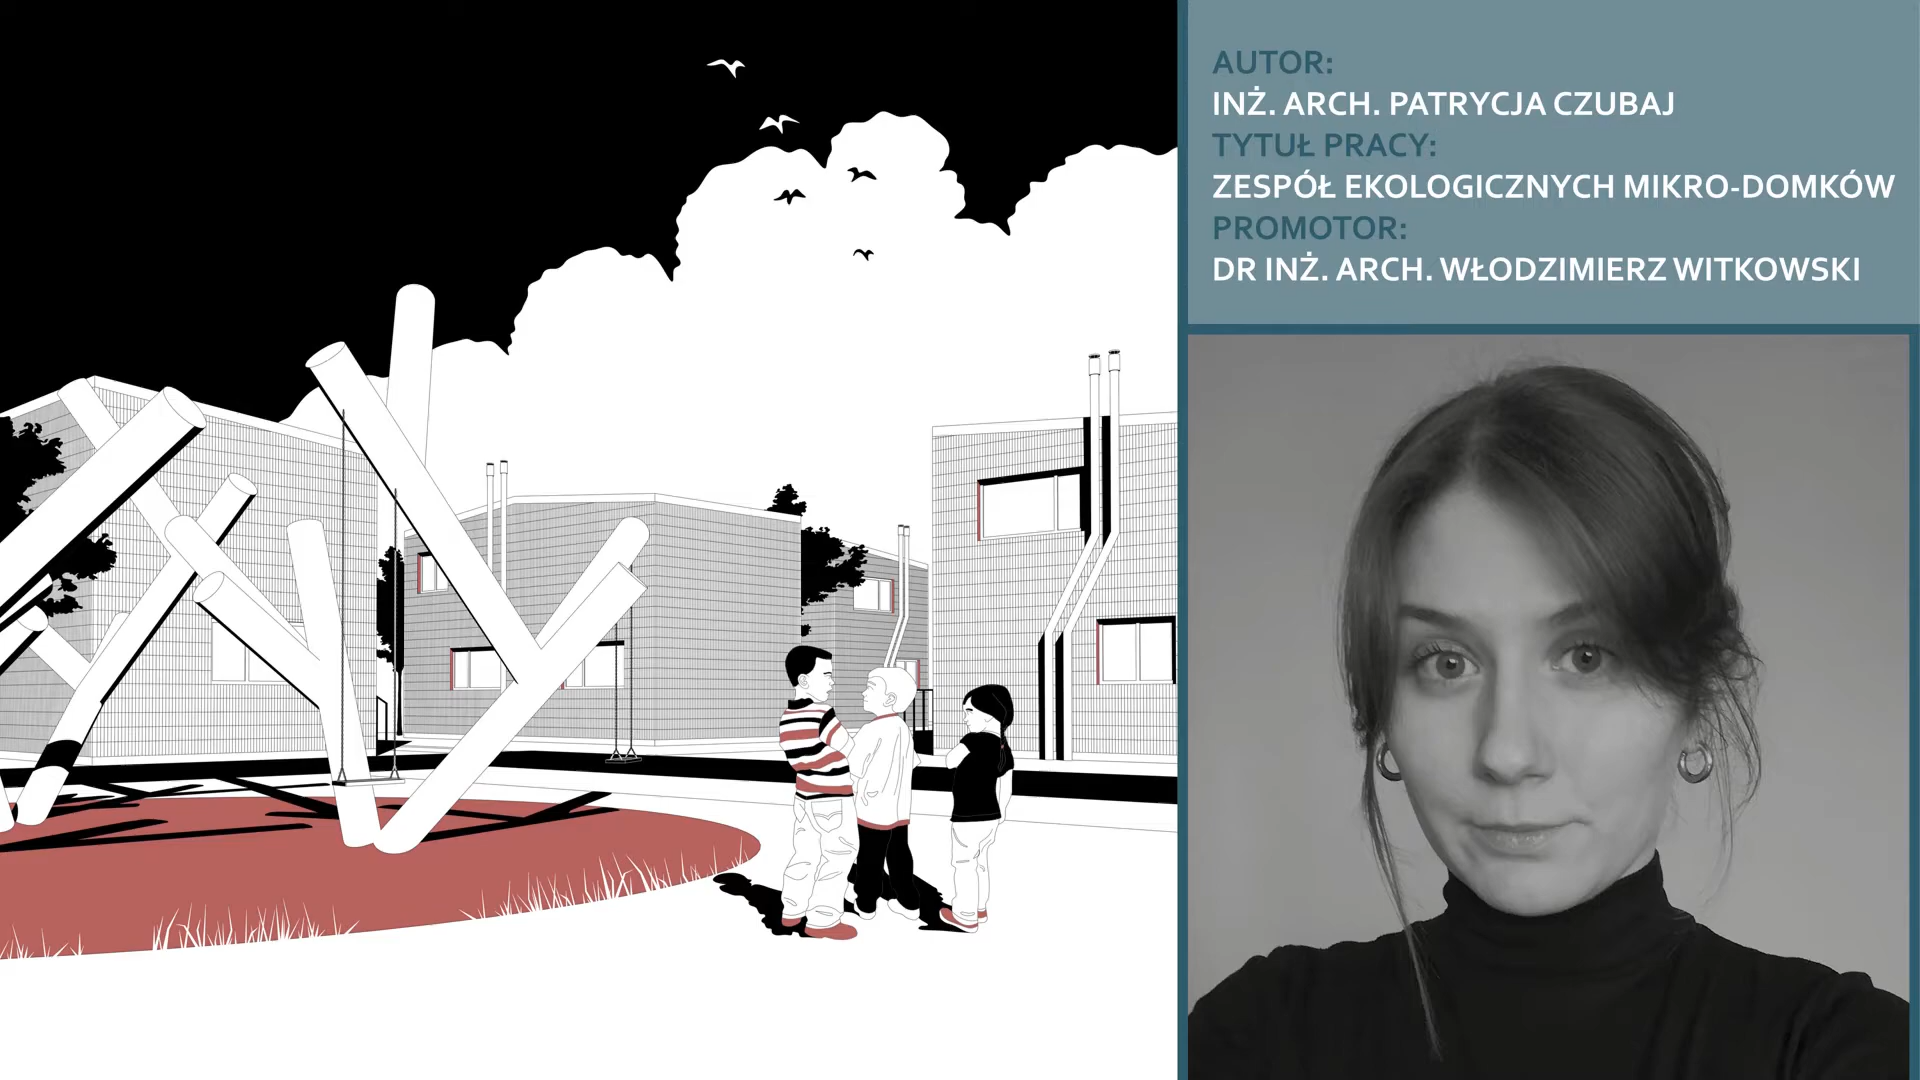 AUTOR:
INŻ. ARCH. PATRYCJA CZUBAJ
TYTUŁ PRACY:
ZESPÓŁ EKOLOGICZNYCH MIKRO-DOMKÓW
PROMOTOR:
DR INŻ. ARCH. WŁODZIMIERZ WITKOWSKI